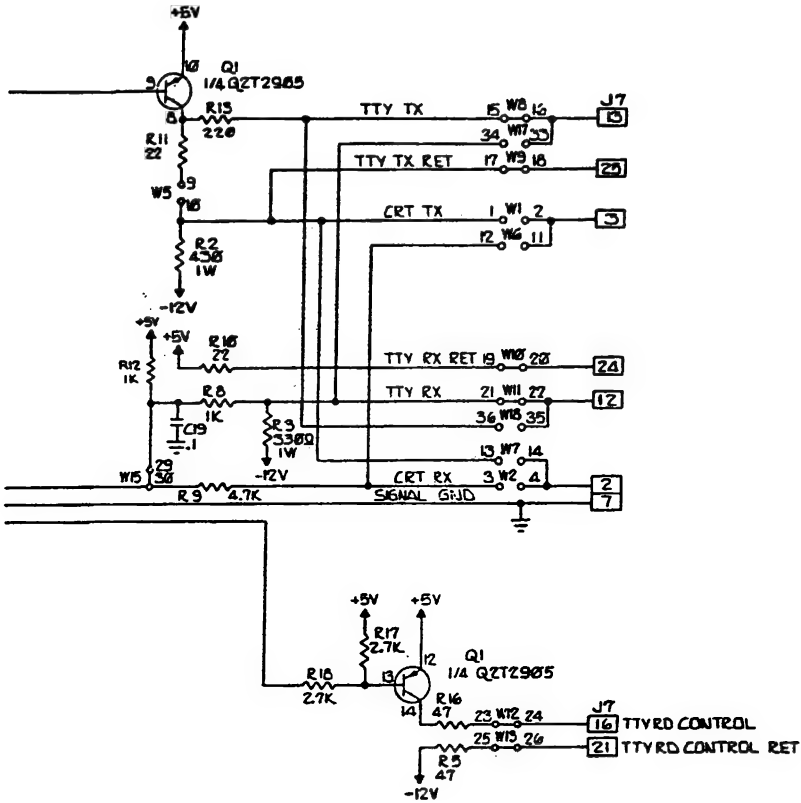 +5V
10
Q1
1/4 Q2T2905
9
8
R13
220
TTY TX
15 W8 16
J7
13
R11
22
34 W17 33
TTY TX RET
17 W9 18
25
W5
9
10
CRT TX
1 W1 2
3
12 W6 11
R2
430
1W
-12V
+5V
+5V
R10
22
TTY RX RET
19 W10 20
24
R12
1K
R8
1K
TTY RX
21 W11 22
12
C19
.1
R3
330Ω
1W
-12V
36 W18 35
13 W7 14
W15
29
30
R9
4.7K
CRT RX
3 W2 4
2
SIGNAL GND
7
+5V
+5V
R17
2.7K
12
Q1
1/4 Q2T2905
R18
2.7K
13
14
R16
47
23 W12 24
J7
16
TTY RD CONTROL
25 W13 26
21
TTY RD CONTROL RET
R5
47
-12V